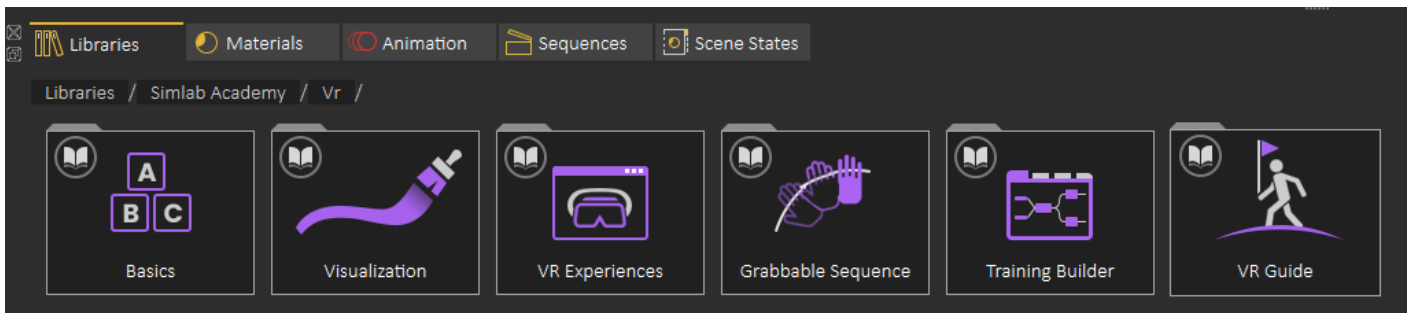 Libraries Materials Animation Sequences Scene States
Libraries / Simlab Academy / Vr /
A
B C
Basics Visualization VR Experiences Grabbable Sequence Training Builder VR Guide